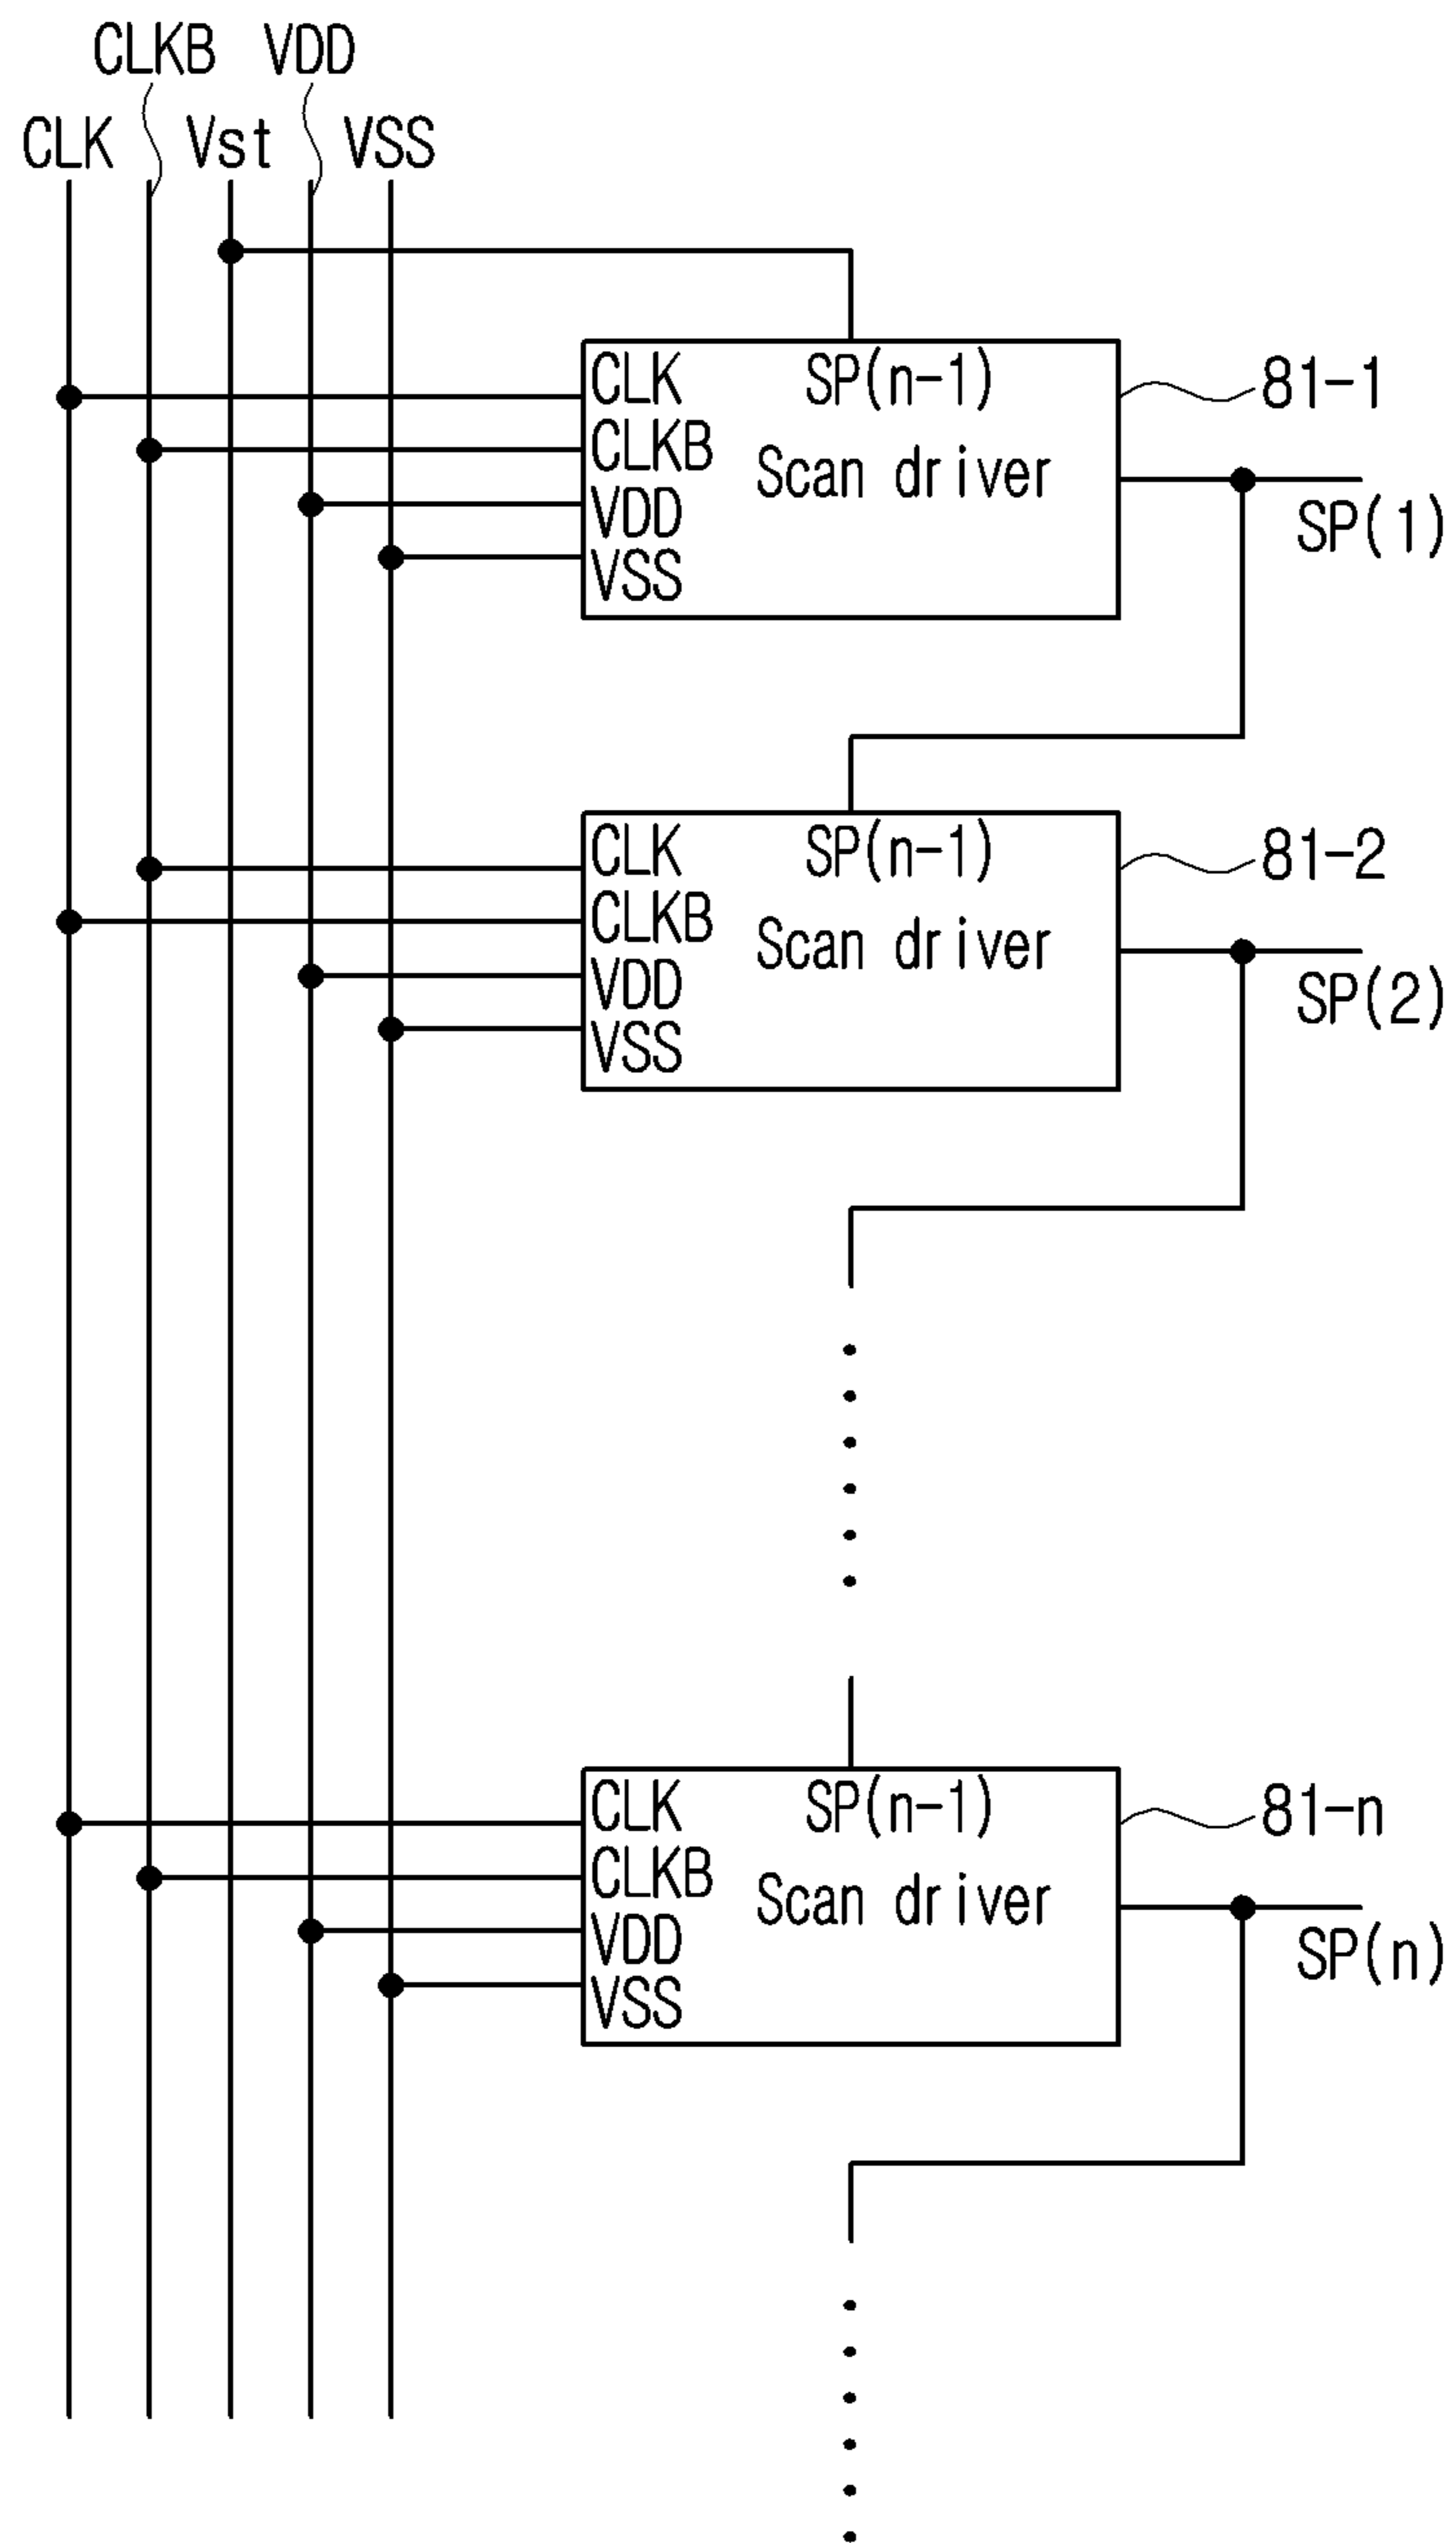 CLKB VDD
CLK Vst VSS
CLK SP(n-1) 81-1
CLKB Scan driver
VDD SP(1)
VSS
CLK SP(n-1) 81-2
CLKB Scan driver
VDD SP(2)
VSS
CLK SP(n-1) 81-n
CLKB Scan driver
VDD SP(n)
VSS